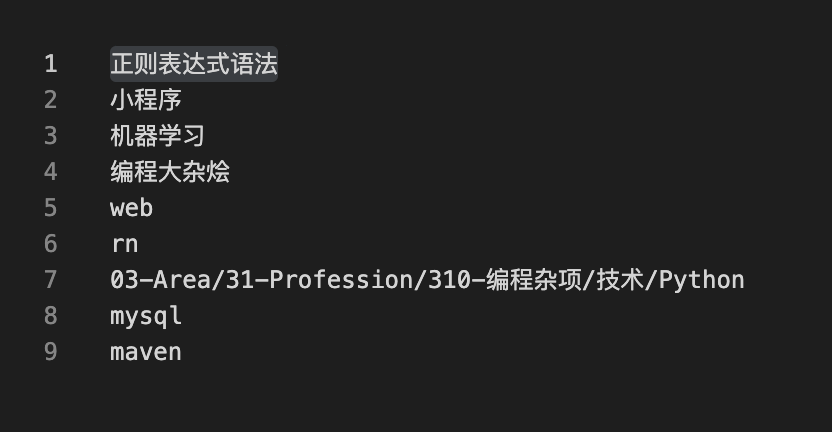 1 正则表达式语法
2 小程序
3 机器学习
4 编程大杂烩
5 web
6 rn
7 03-Area/31-Profession/310-编程杂项/技术/Python
8 mysql
9 maven